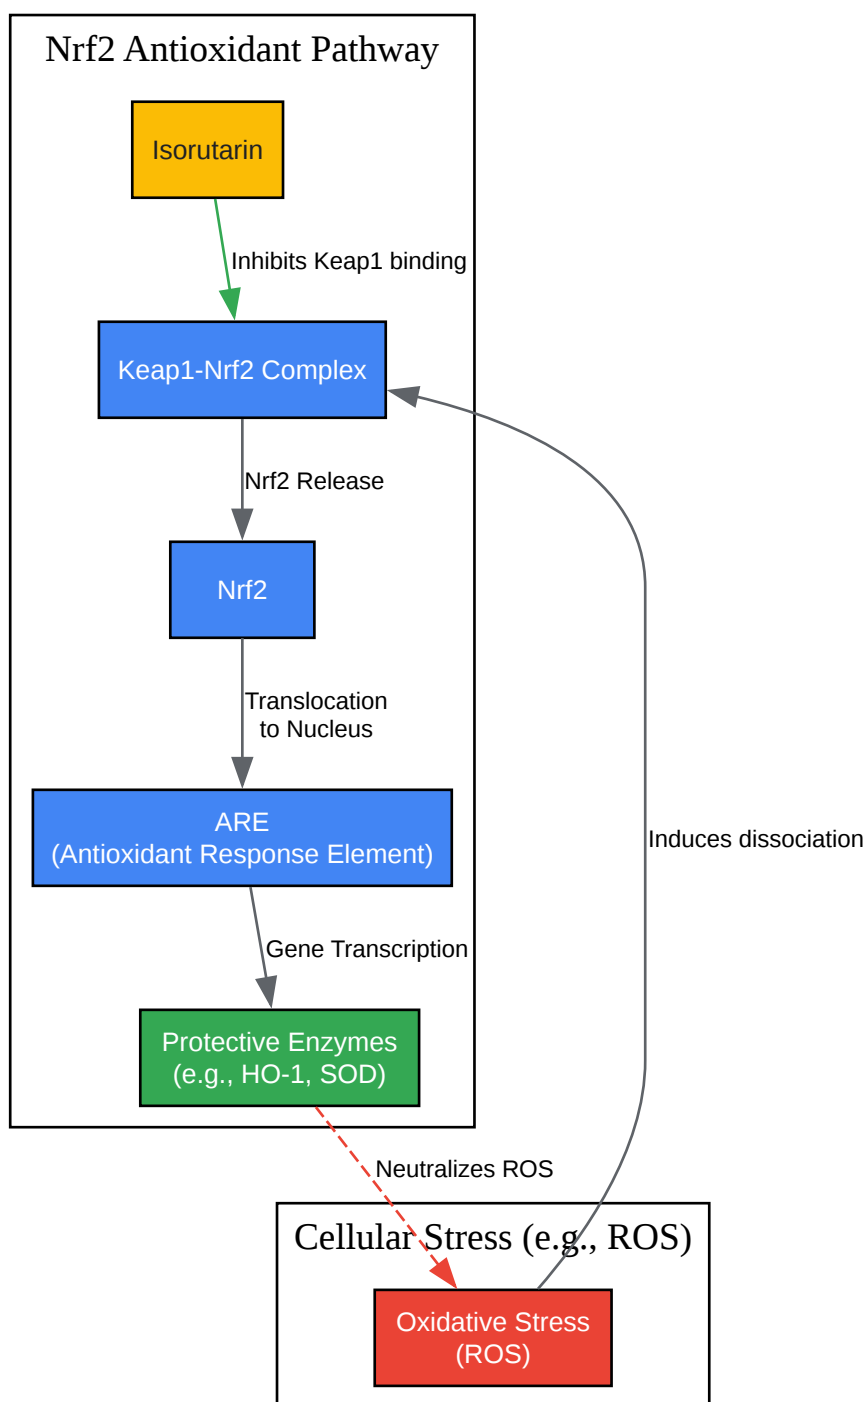 Nrf2 Antioxidant Pathway
Isorutarin
Inhibits Keap1 binding
Keap1-Nrf2 Complex
Nrf2 Release
Nrf2
Translocation
to Nucleus
ARE
(Antioxidant Response Element)
Induces dissociation
Gene Transcription
Protective Enzymes
(e.g., HO-1, SOD)
Neutralizes ROS
Cellular Stress (e.g., ROS)
Oxidative Stress
(ROS)